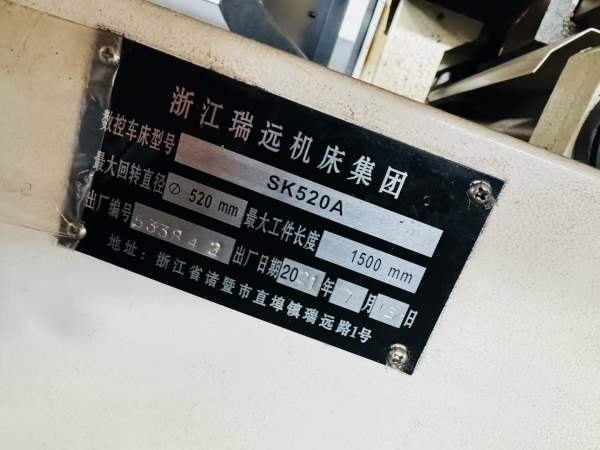 浙江瑞远机床集团
数控车床型号 SK520A
最大回转直径 ∅ 520 mm 最大工件长度 1500 mm
出厂编号 出厂日期 2021 年 7 月 日
地址：浙江省诸暨市直埠镇瑞远路1号